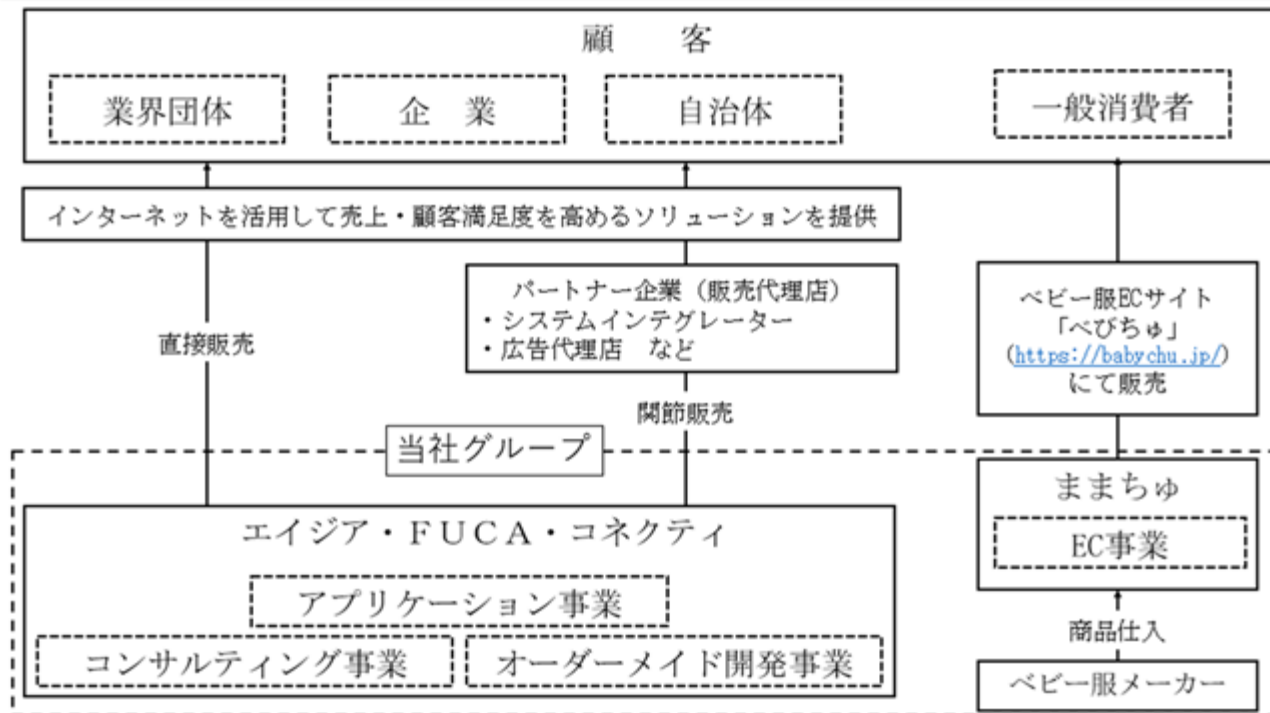 顧　客
業界団体
企　業
自治体
一般消費者
インターネットを活用して売上・顧客満足度を高めるソリューションを提供
パートナー企業（販売代理店）
・システムインテグレーター
・広告代理店　など
ベビー服ECサイト
「べびちゅ」
(https://babychu.jp/)
にて販売
直接販売
関節販売
当社グループ
エイジア・ＦＵＣＡ・コネクティ
アプリケーション事業
コンサルティング事業
オーダーメイド開発事業
ままちゅ
EC事業
商品仕入
ベビー服メーカー